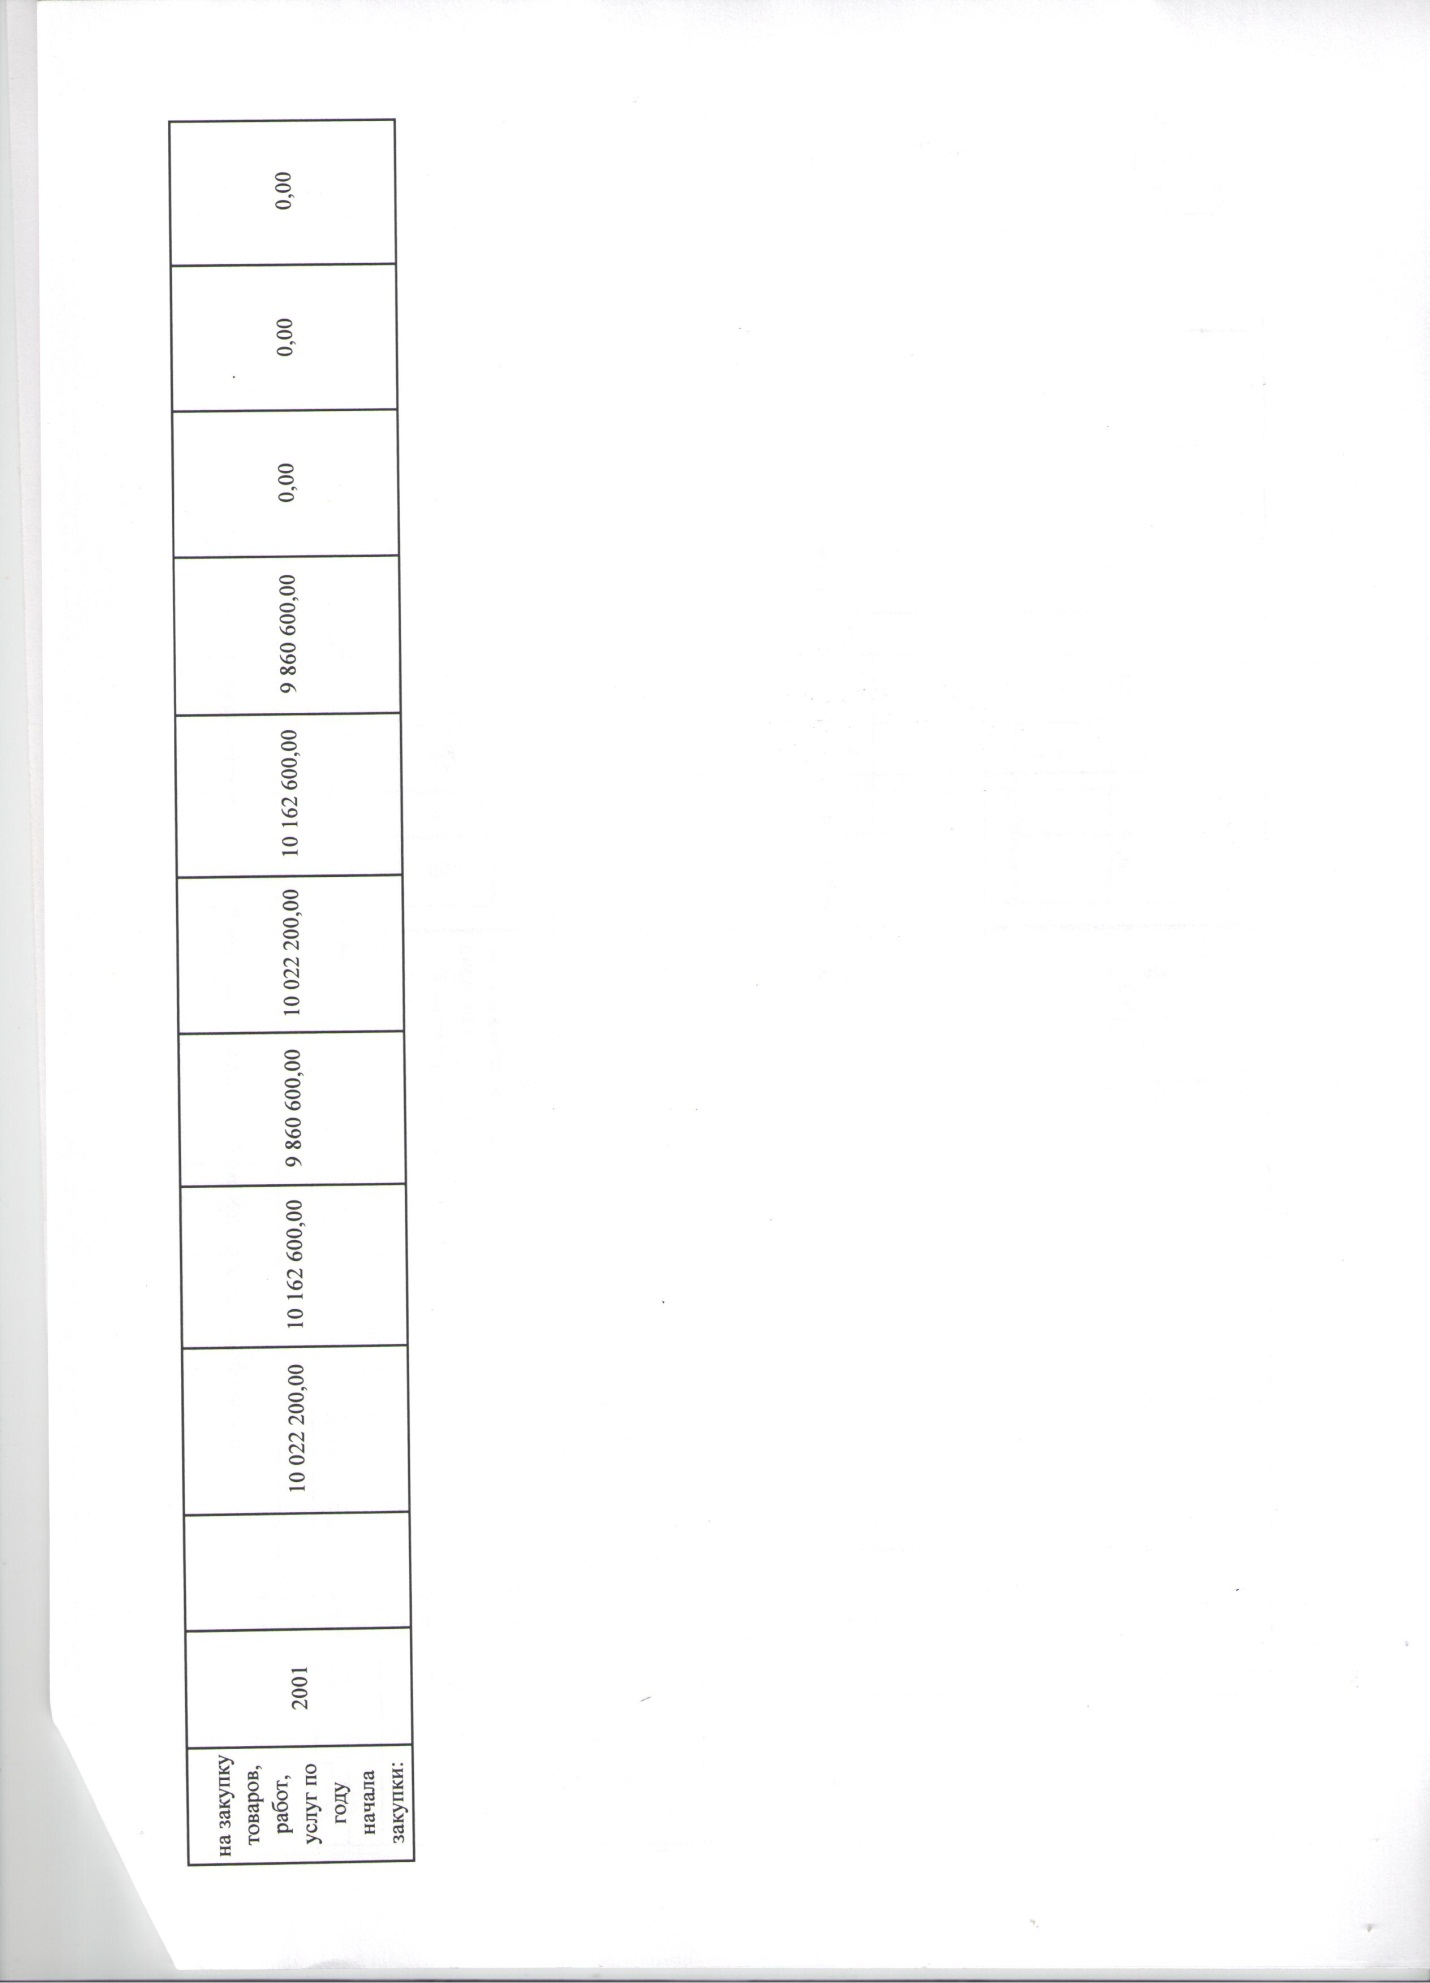 на закупку
товаров,
работ,
услуг по
году
начала
закупки:
2001
10 022 200,00
10 162 600,00
9 860 600,00
10 022 200,00
10 162 600,00
9 860 600,00
0,00
0,00
0,00